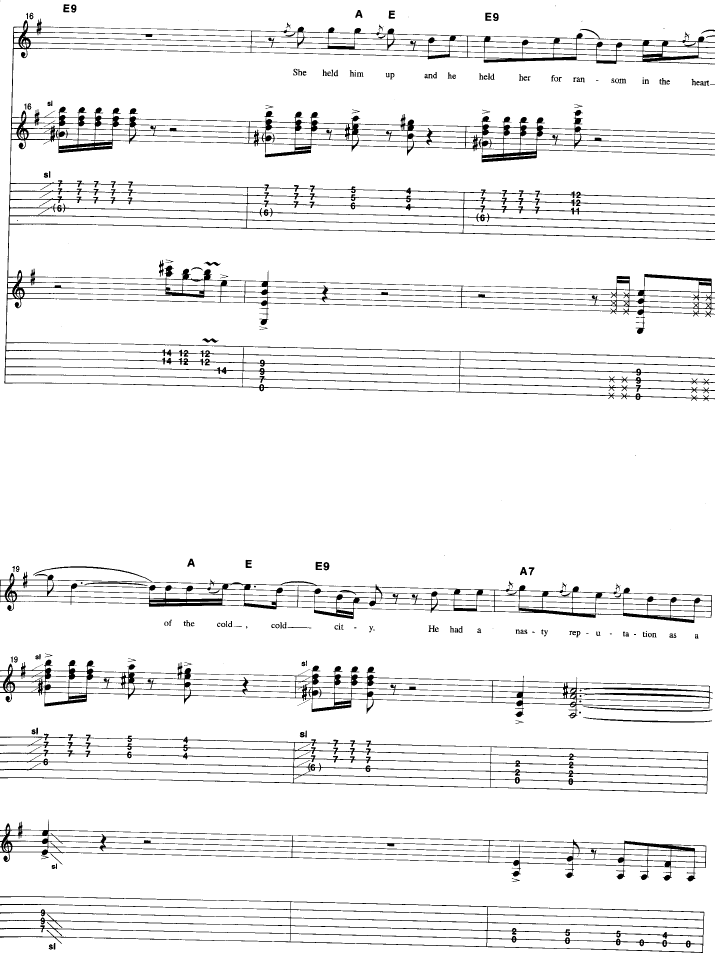 E9 A E E9
16
She held him up and he held her for ran- som in the heart
16
sl
sl
7 7 7 7 7 7 7 7 5 4 7 7 7 7 12
7 7 7 7 7 7 7 7 5 5 7 7 7 7 12
7 7 7 7 7 7 7 7 6 4 7 7 7 7 11
(6) (6) (6)
14 12 12
14 12 12 9 9
14 9 9
7 7
0 0
A E E9 A7
19
of the cold, cold city. He had a nas-ty rep-u-ta-tion as a
19
sl sl
sl sl
7 7 7 5 4 7 7 7 7
7 7 7 5 5 7 7 7 7 2
7 7 7 6 4 7 7 7 7 2 2
6 (6) 6 2 2
0 0
sl
9
9
7 2 5 5 4
0 0 0 0 0 0
sl